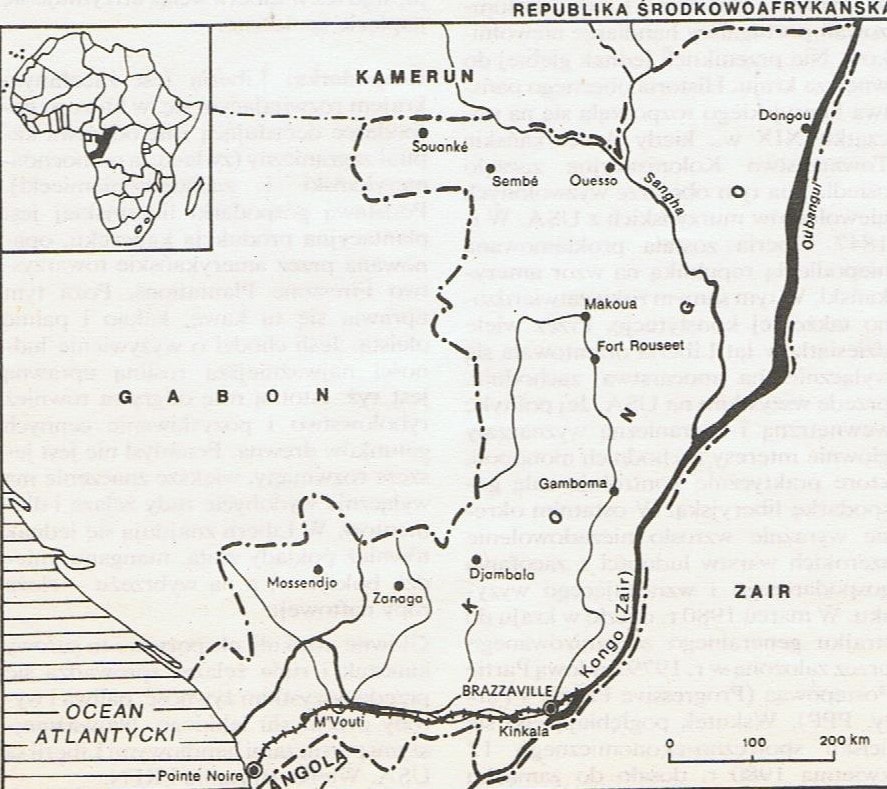 REPUBLIKA ŚRODKOWOAFRYKAŃSKA
KAMERUN
Dongou
Souanké
Sembé
Ouesso
Sangha
Oubangui
Makoua
Fort Rouseet
GABON
KONGO
Gamboma
Mossendjo
Zanaga
Djambala
Kongo (Zair)
ZAIR
BRAZZAVILLE
OCEAN
ATLANTYCKI
M'Vouti
Kinkala
Pointe Noire
ANGOLA
0 100 200 km